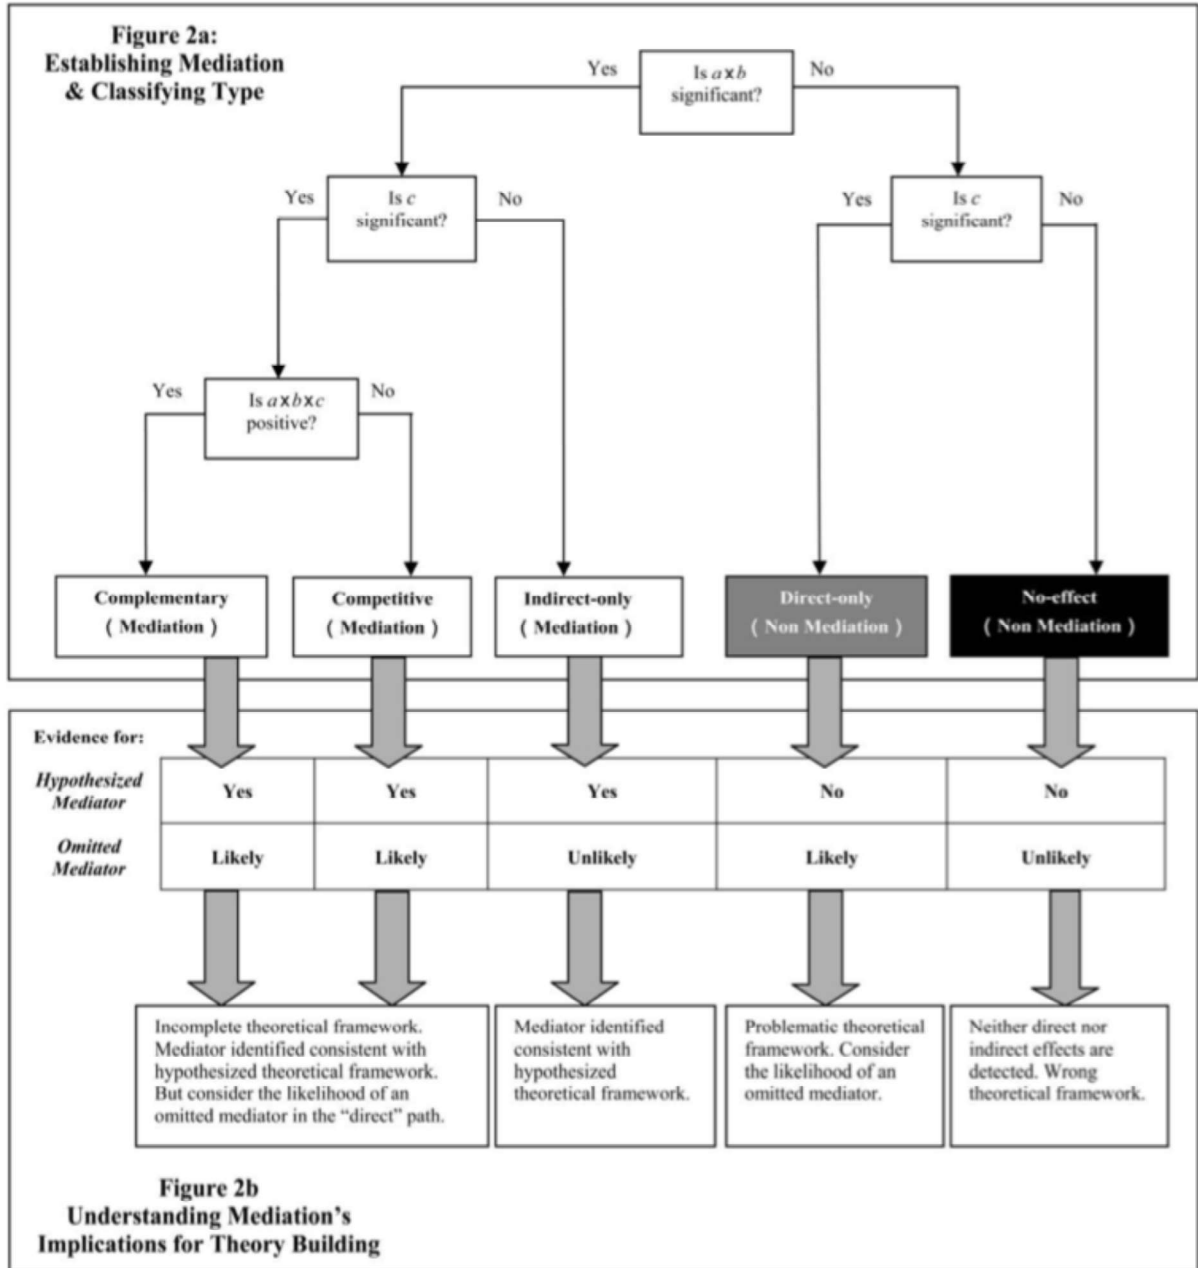 Figure 2a:
Establishing Mediation
& Classifying Type
Yes
Is a x b
significant?
No
Yes
Is c
significant?
No
Yes
Is c
significant?
No
Yes
Is a x b x c
positive?
No
Complementary
( Mediation )
Competitive
( Mediation )
Indirect-only
( Mediation )
Direct-only
( Non Mediation )
No-effect
( Non Mediation )
Evidence for:
Hypothesized
Mediator
Yes
Yes
Yes
No
No
Omitted
Mediator
Likely
Likely
Unlikely
Likely
Unlikely
Incomplete theoretical framework.
Mediator identified consistent with
hypothesized theoretical framework.
But consider the likelihood of an
omitted mediator in the “direct” path.
Mediator identified
consistent with
hypothesized
theoretical framework.
Problematic theoretical
framework. Consider
the likelihood of an
omitted mediator.
Neither direct nor
indirect effects are
detected. Wrong
theoretical framework.
Figure 2b
Understanding Mediation’s
Implications for Theory Building